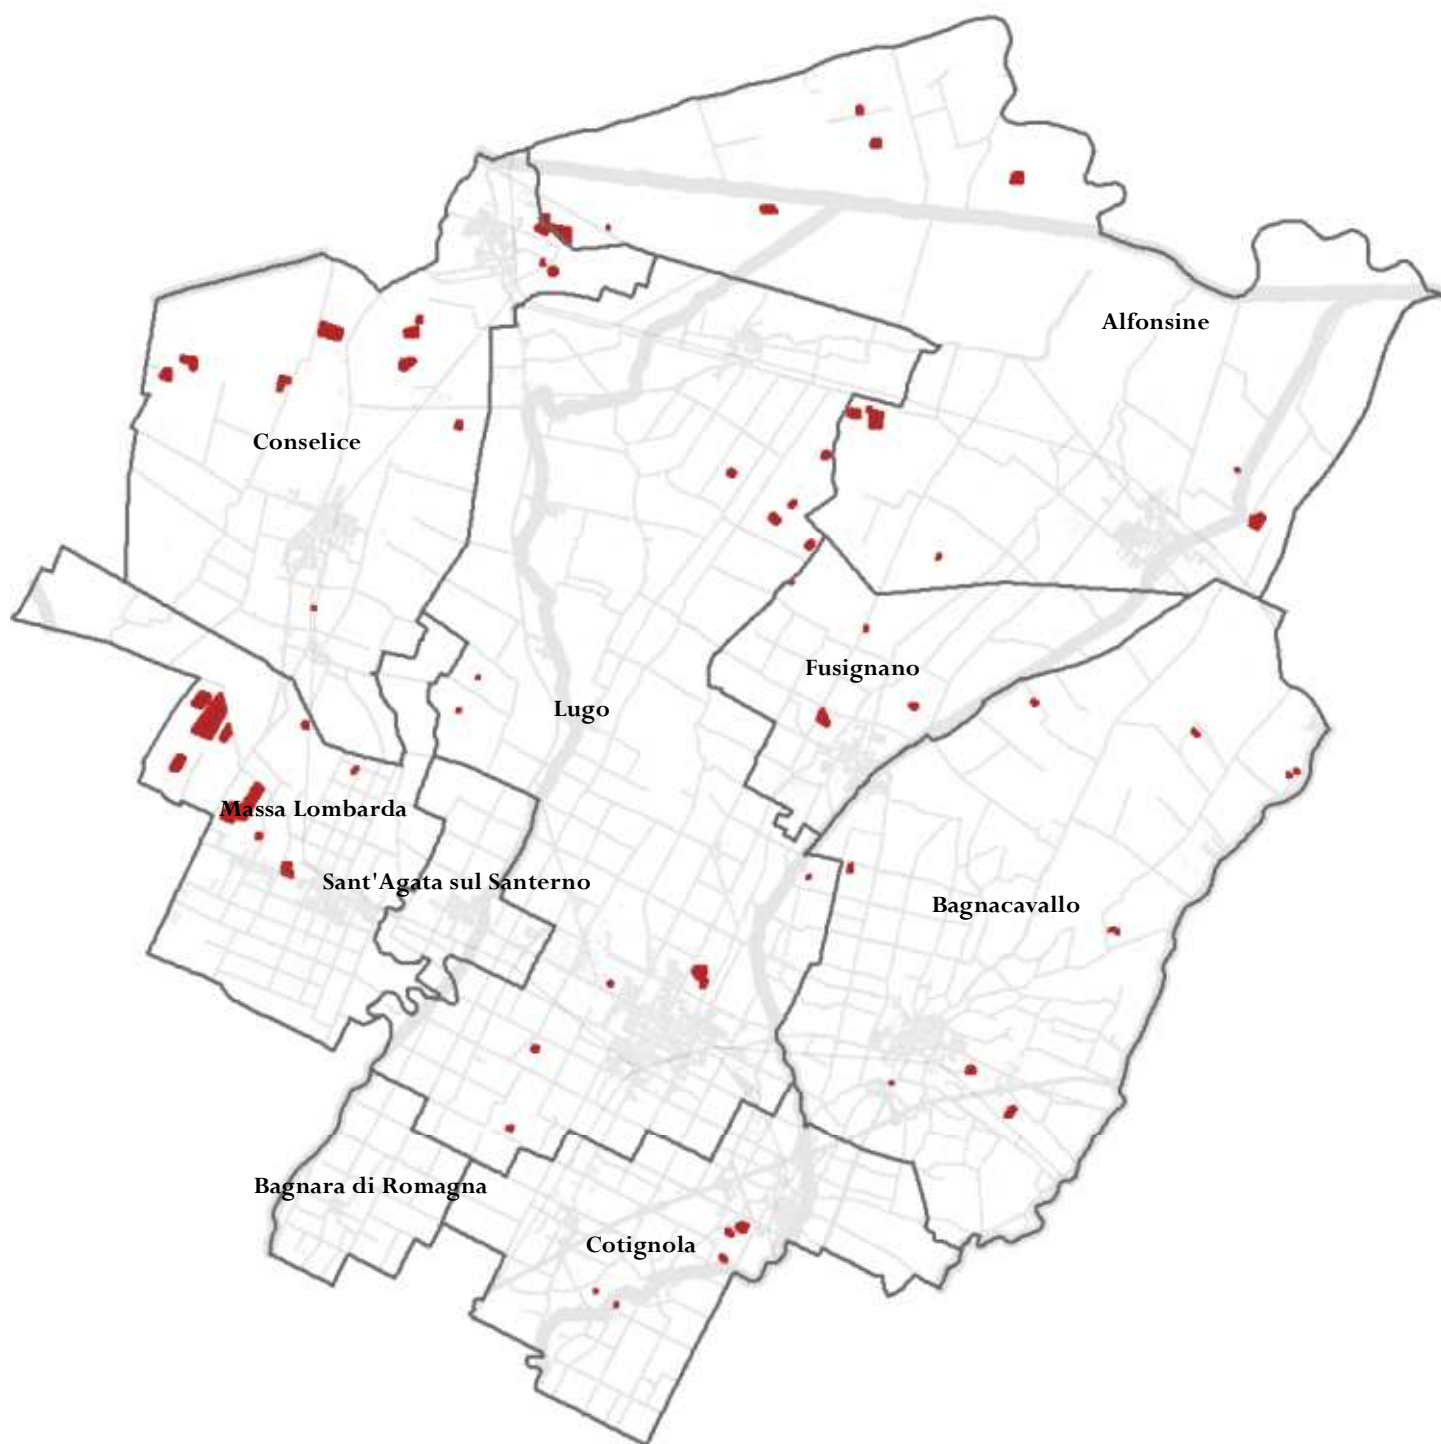 Alfonsine
Conselice
Fusignano
Lugo
Massa Lombarda
Sant'Agata sul Santerno
Bagnacavallo
Bagnara di Romagna
Cotignola